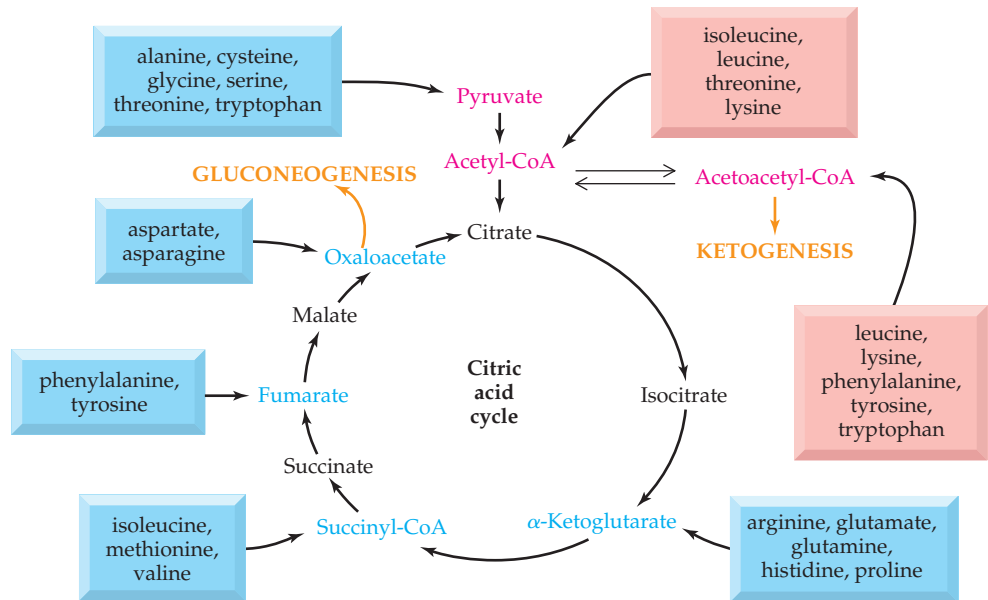 alanine, cysteine,
glycine, serine,
threonine, tryptophan
isoleucine,
leucine,
threonine,
lysine
Pyruvate
Acetyl-CoA
Acetoacetyl-CoA
GLUCONEOGENESIS
KETOGENESIS
aspartate,
asparagine
Oxaloacetate
Citrate
Malate
phenylalanine,
tyrosine
Fumarate
Citric
acid
cycle
Isocitrate
leucine,
lysine,
phenylalanine,
tyrosine,
tryptophan
Succinate
isoleucine,
methionine,
valine
Succinyl-CoA
α-Ketoglutarate
arginine, glutamate,
glutamine,
histidine, proline